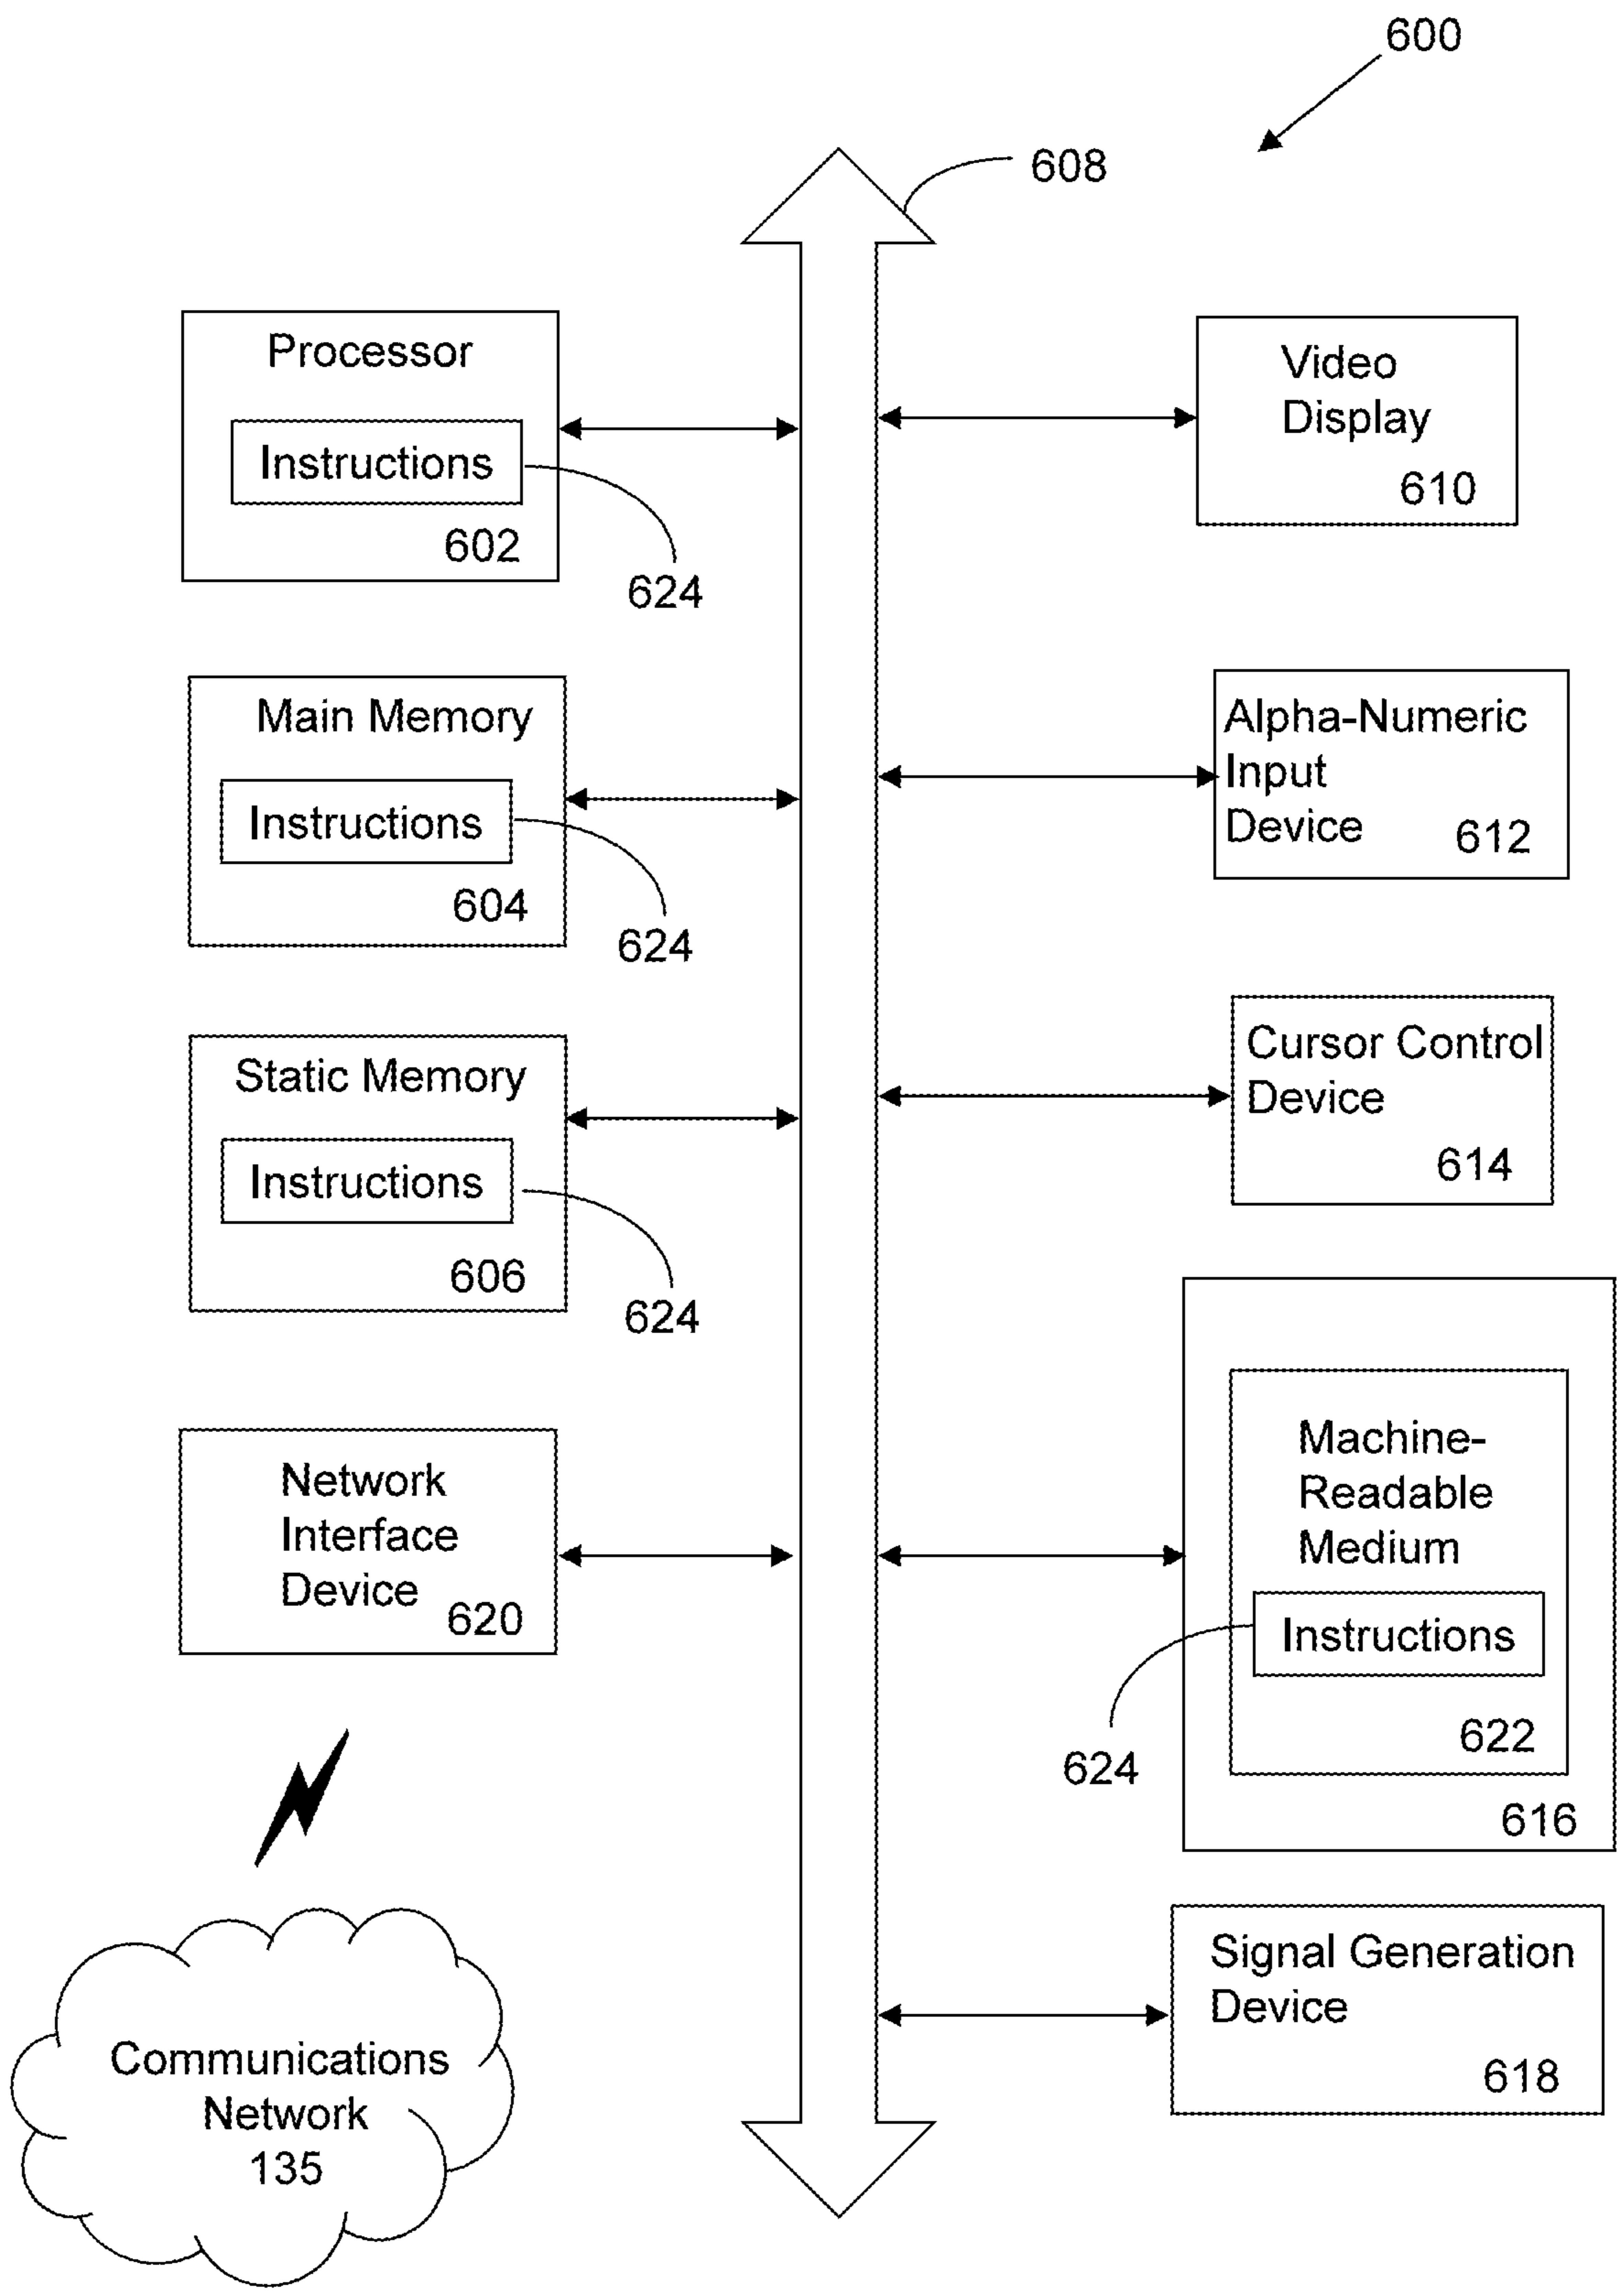 600
608
Processor
Instructions
602
624
Main Memory
Instructions
604
624
Static Memory
Instructions
606
624
Network
Interface
Device
620
Communications
Network
135
Video
Display
610
Alpha-Numeric
Input
Device
612
Cursor Control
Device
614
Machine-
Readable
Medium
Instructions
622
624
616
Signal Generation
Device
618